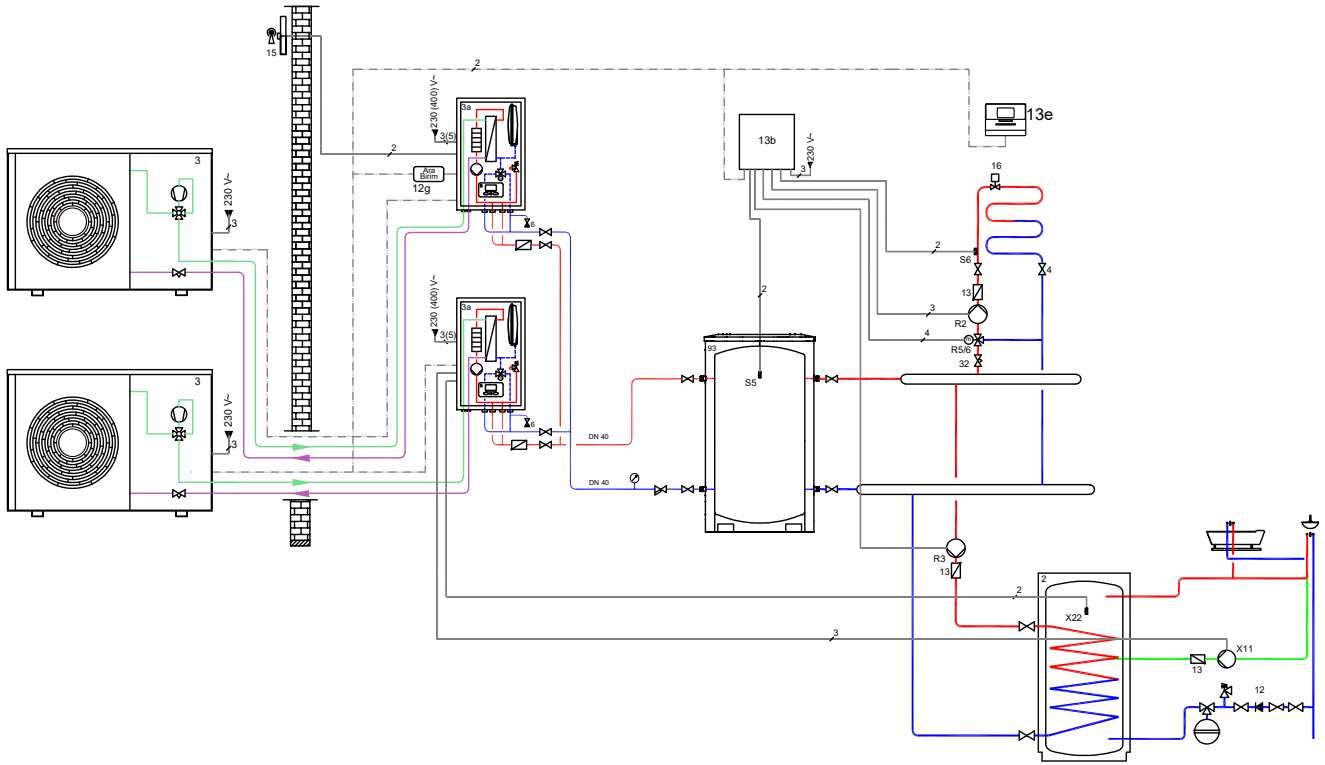 15
2
230 (400) V~
3(5)
3a
2
Ara
Birim
12g
6
13b
230 V~
3
13e
16
3
230 V~
3
2
S6
4
13
3
R2
4
R5/6
32
230 (400) V~
3(5)
3a
6
2
93
S5
3
230 V~
3
DN 40
DN 40
R3
13
2
2
X22
3
X11
13
12